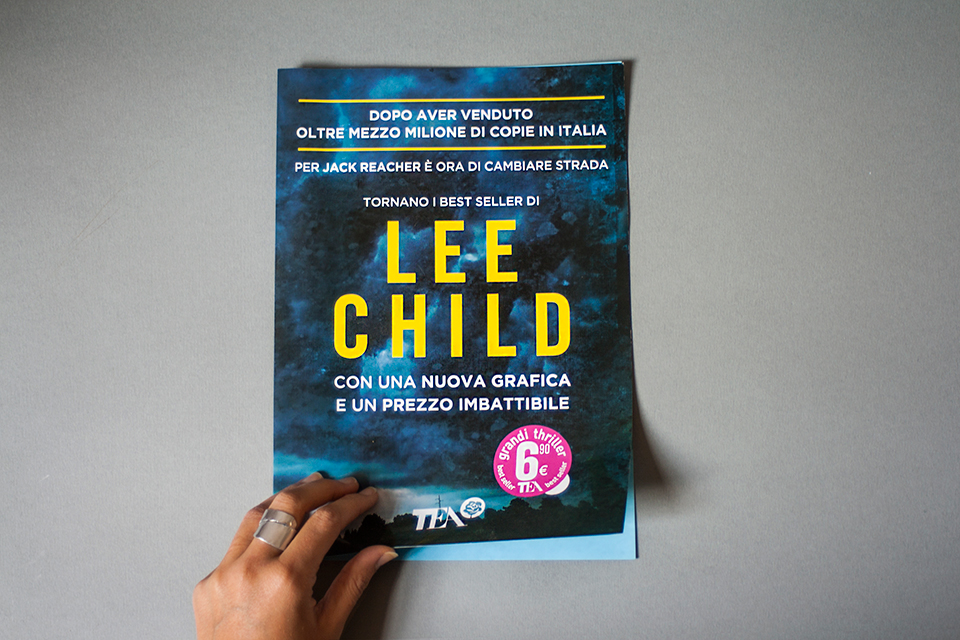 DOPO AVER VENDUTO
OLTRE MEZZO MILIONE DI COPIE IN ITALIA
PER JACK REACHER È ORA DI CAMBIARE STRADA
TORNANO I BEST SELLER DI
LEE
CHILD
CON UNA NUOVA GRAFICA
E UN PREZZO IMBATTIBILE
grandi thriller
6 90 €
best seller TEA best seller
TEA